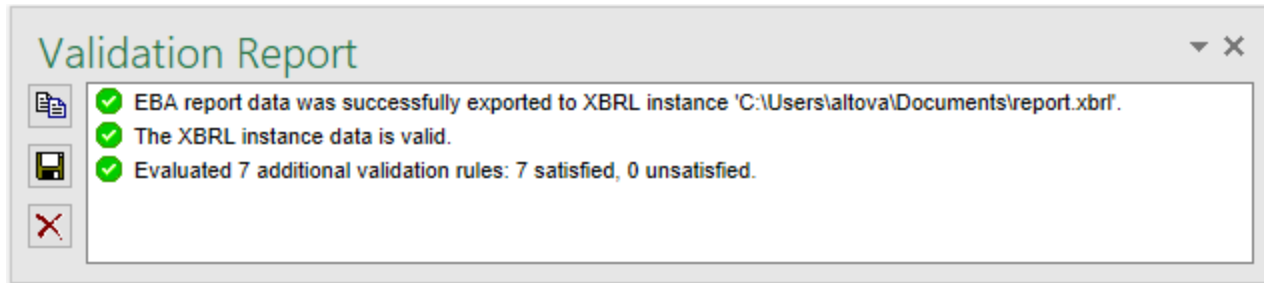 Validation Report
EBA report data was successfully exported to XBRL instance 'C:\Users\altova\Documents\report.xbrl'.
The XBRL instance data is valid.
Evaluated 7 additional validation rules: 7 satisfied, 0 unsatisfied.